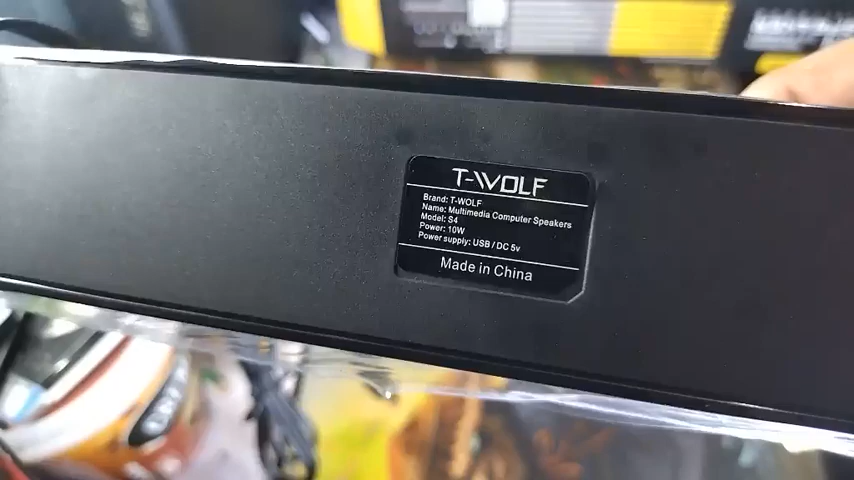 T-WOLF
Brand: T-WOLF
Name: Multimedia Computer Speakers
Model: S4
Power: 10W
Power supply: USB / DC 5v
Made in China